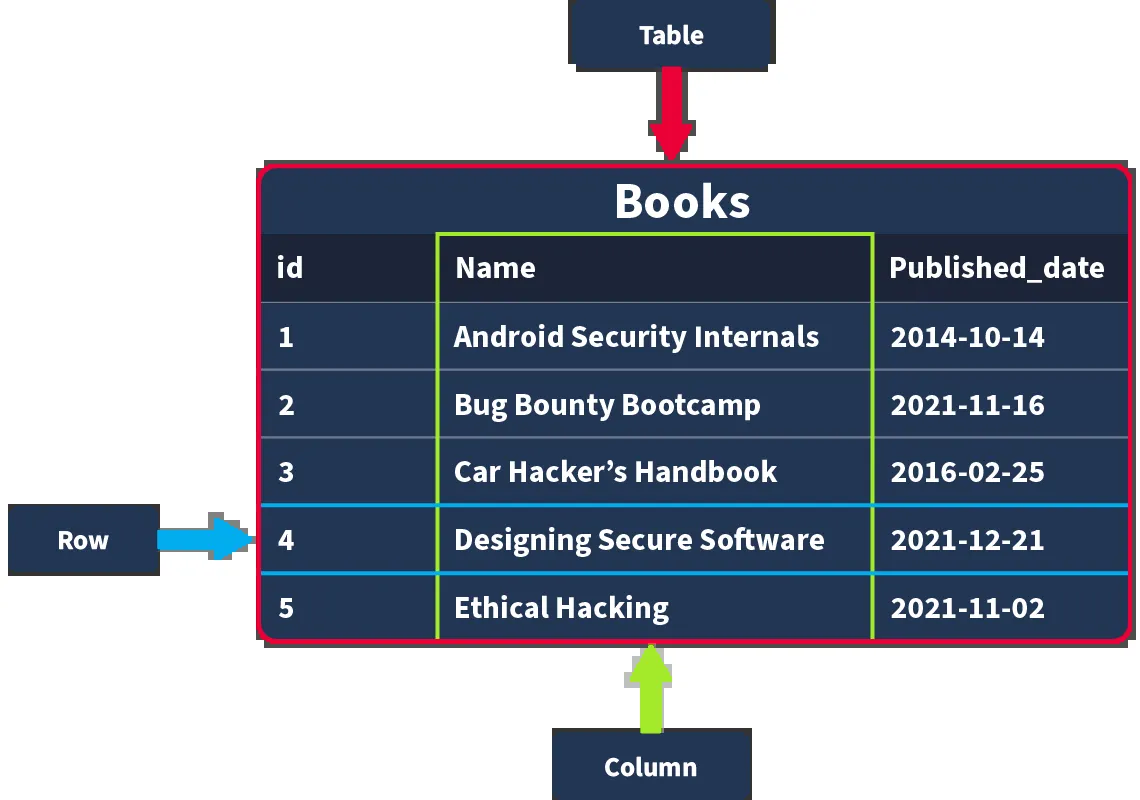 Table
Books
id Name Published_date
1 Android Security Internals 2014-10-14
2 Bug Bounty Bootcamp 2021-11-16
3 Car Hacker’s Handbook 2016-02-25
Row 4 Designing Secure Software 2021-12-21
5 Ethical Hacking 2021-11-02
Column